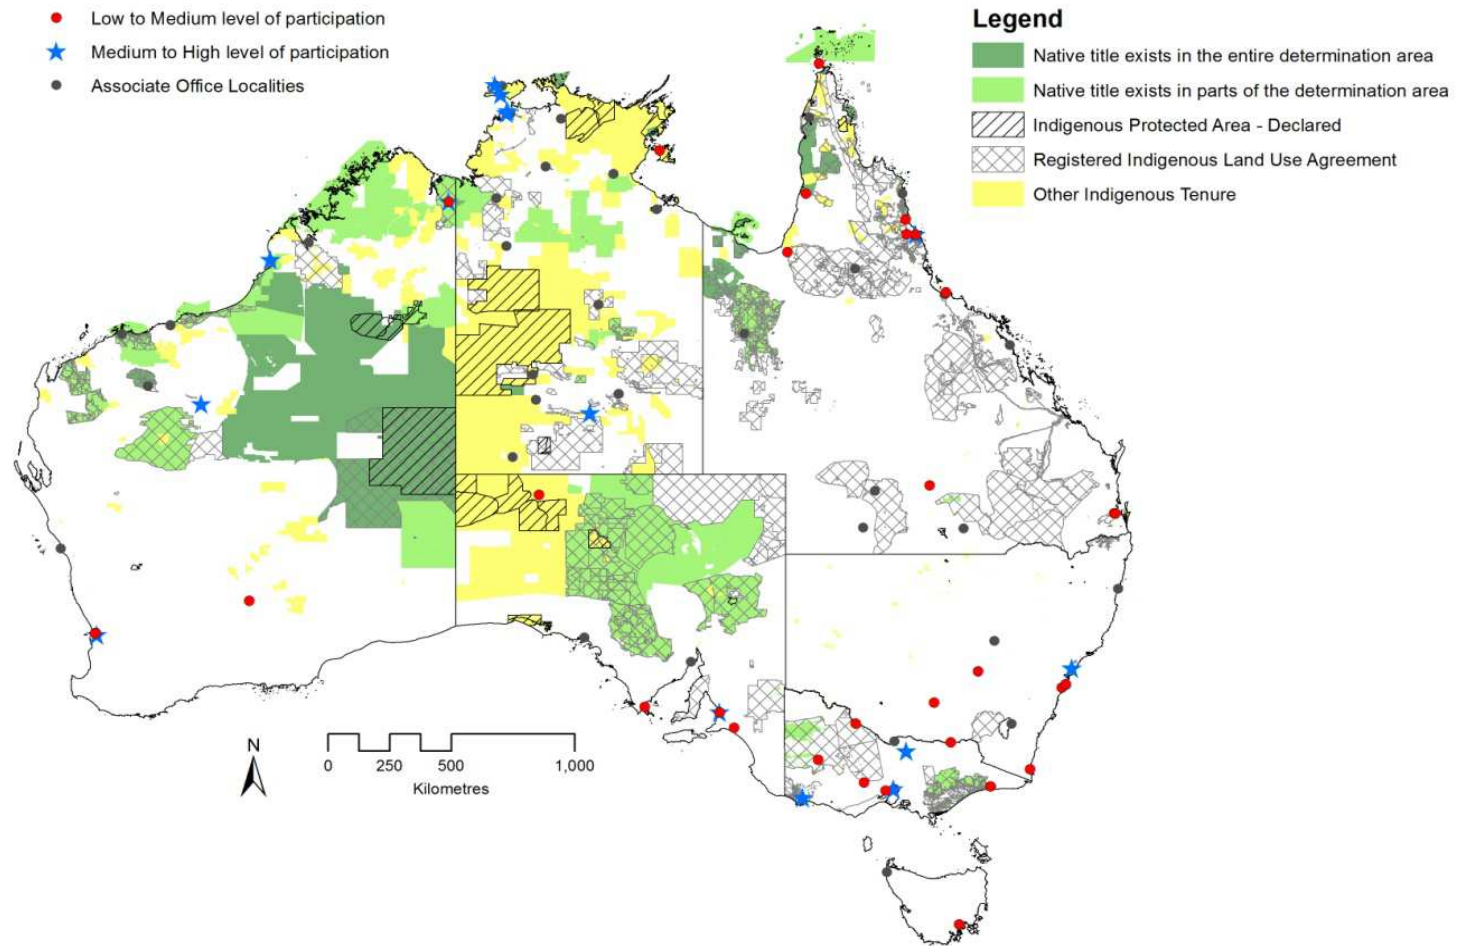 Low to Medium level of participation
Medium to High level of participation
Associate Office Localities
Legend
Native title exists in the entire determination area
Native title exists in parts of the determination area
Indigenous Protected Area - Declared
Registered Indigenous Land Use Agreement
Other Indigenous Tenure
N
0 250 500 1,000
Kilometres